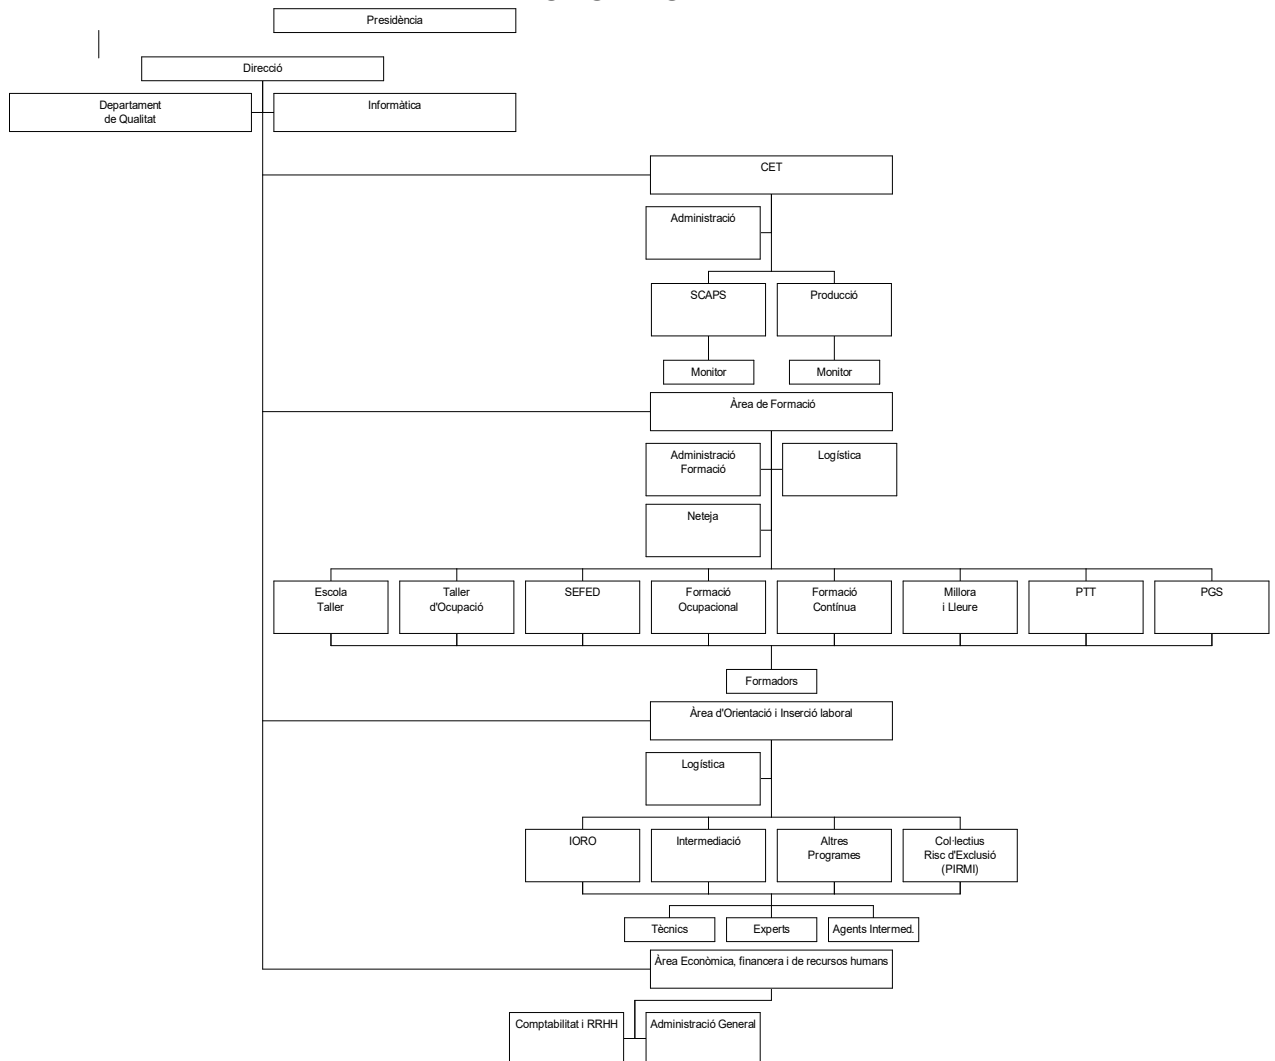 Presidència
Direcció
Departament
de Qualitat
Informàtica
CET
Administració
SCAPS
Producció
Monitor
Monitor
Àrea de Formació
Administració
Formació
Logística
Neteja
Escola
Taller
Taller
d'Ocupació
SEFED
Formació
Ocupacional
Formació
Contínua
Millora
i Lleure
PTT
PGS
Formadors
Àrea d'Orientació i Inserció laboral
Logística
IORO
Intermediació
Altres
Programes
Col·lectius
Risc d'Exclusió
(PIRMI)
Tècnics
Experts
Agents Intermed.
Àrea Econòmica, financera i de recursos humans
Comptabilitat i RRHH
Administració General